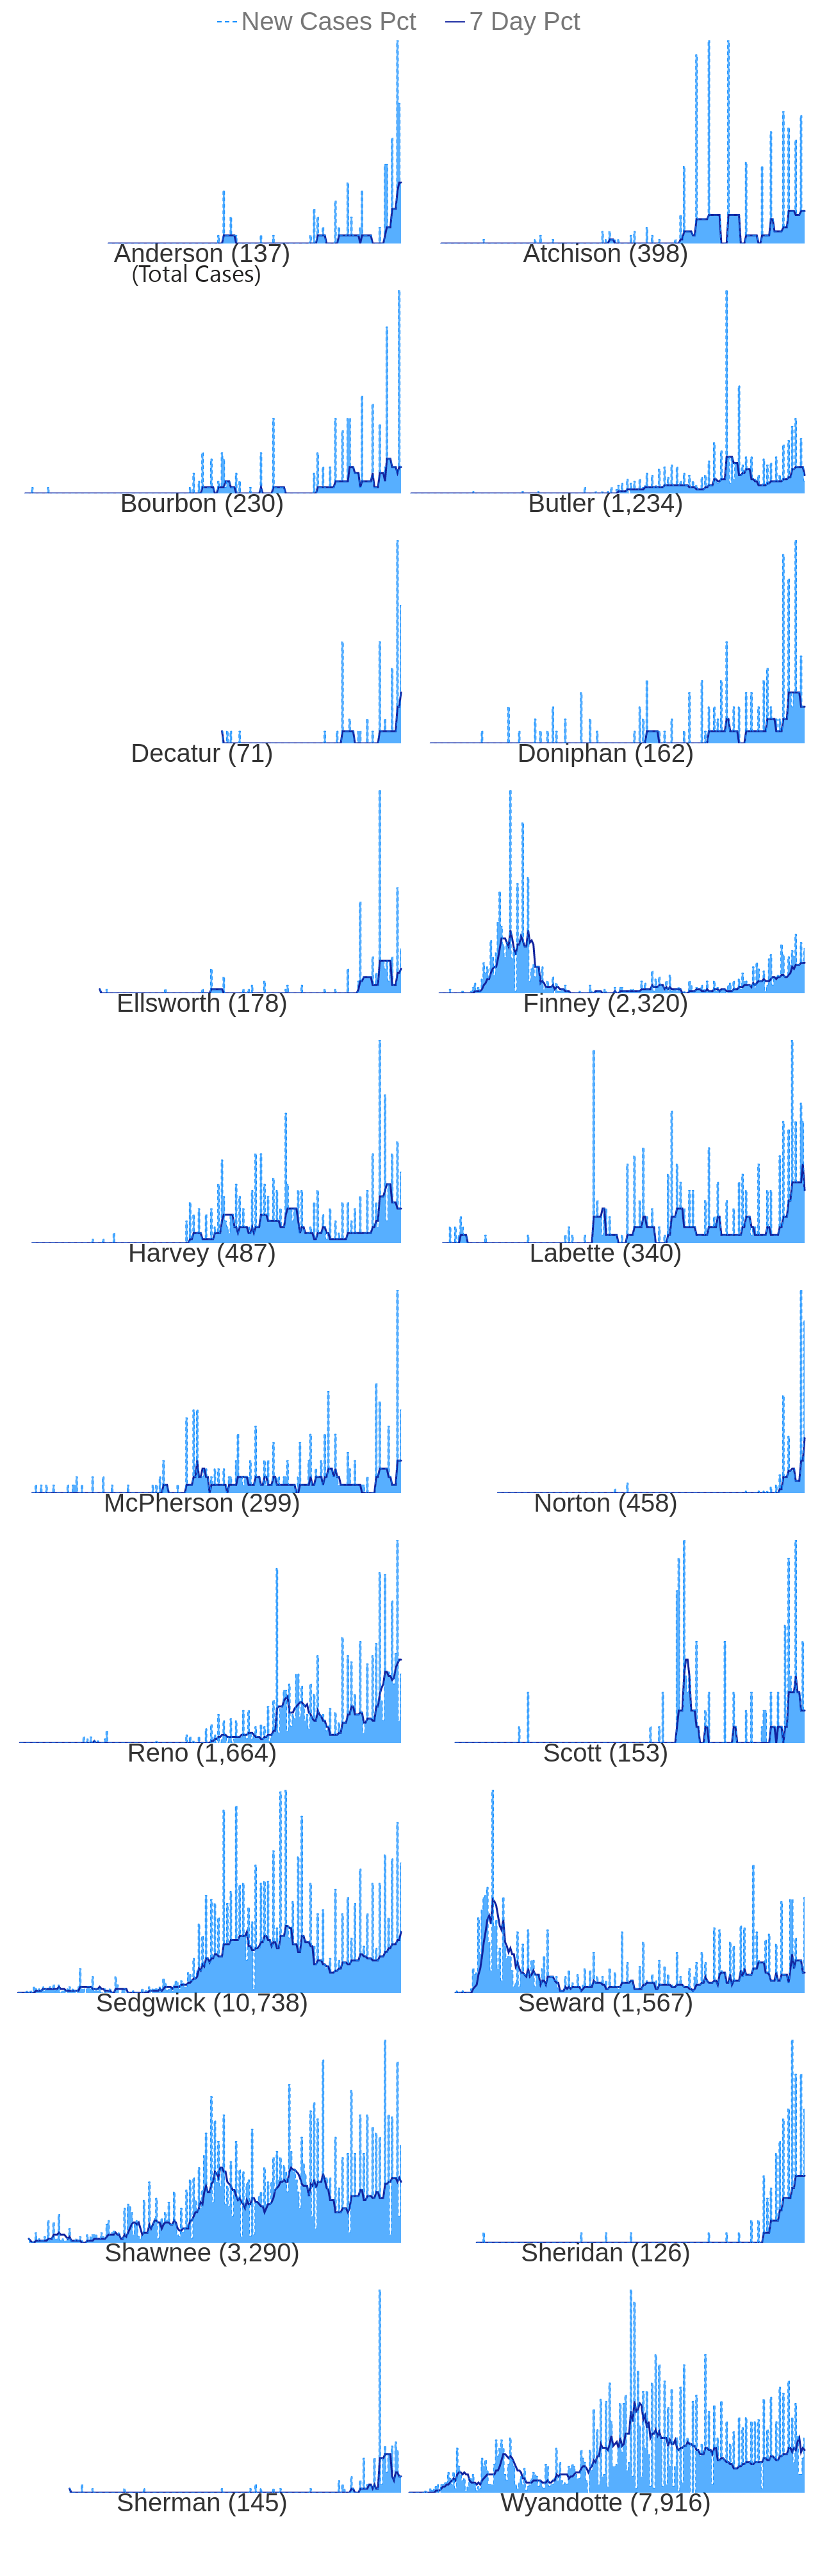 New Cases Pct 7 Day Pct
Anderson (137) Atchison (398)
(Total Cases)
Bourbon (230) Butler (1,234)
Decatur (71) Doniphan (162)
Ellsworth (178) Finney (2,320)
Harvey (487) Labette (340)
McPherson (299) Norton (458)
Reno (1,664) Scott (153)
Sedgwick (10,738) Seward (1,567)
Shawnee (3,290) Sheridan (126)
Sherman (145) Wyandotte (7,916)